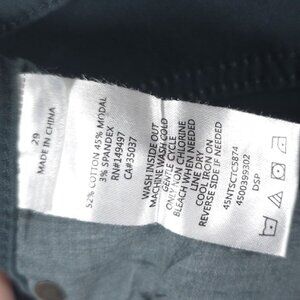 29
MADE IN CHINA
52% COTTON 45% MODAL
3% SPANDEX
RN#149497
CA#35037
WASH INSIDE OUT
MACHINE WASH COLD
GENTLE CYCLE
ONLY NON CHLORINE
BLEACH WHEN NEEDED
LINE DRY
COOL IRON ON
REVERSE SIDE IF NEEDED
45NTSCTC5874
4500399302
DSP